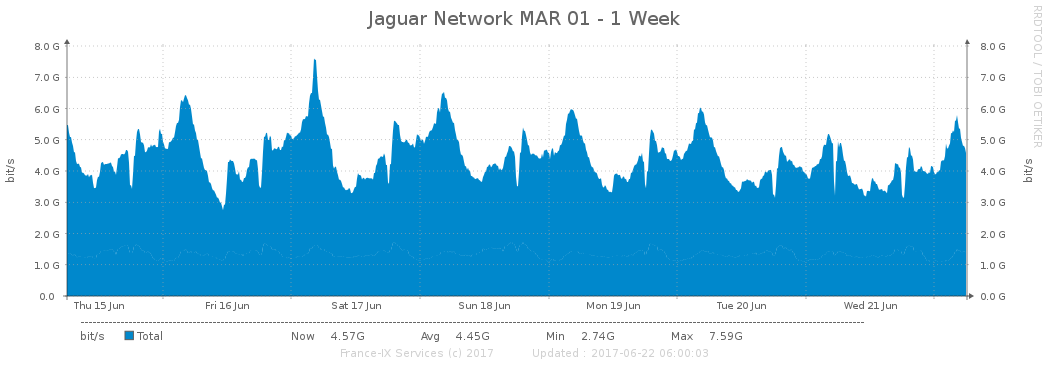 Jaguar Network MAR 01 - 1 Week
RRDTOOL / TOBI OETIKER
8.0 G 8.0 G
7.0 G 7.0 G
6.0 G 6.0 G
5.0 G 5.0 G
4.0 G 4.0 G
3.0 G 3.0 G
2.0 G 2.0 G
1.0 G 1.0 G
0.0 0.0 G
bit/s
bit/s
Thu 15 Jun Fri 16 Jun Sat 17 Jun Sun 18 Jun Mon 19 Jun Tue 20 Jun Wed 21 Jun
bit/s Total Now 4.57G Avg 4.45G Min 2.74G Max 7.59G
France-IX Services (c) 2017 Updated : 2017-06-22 06:00:03